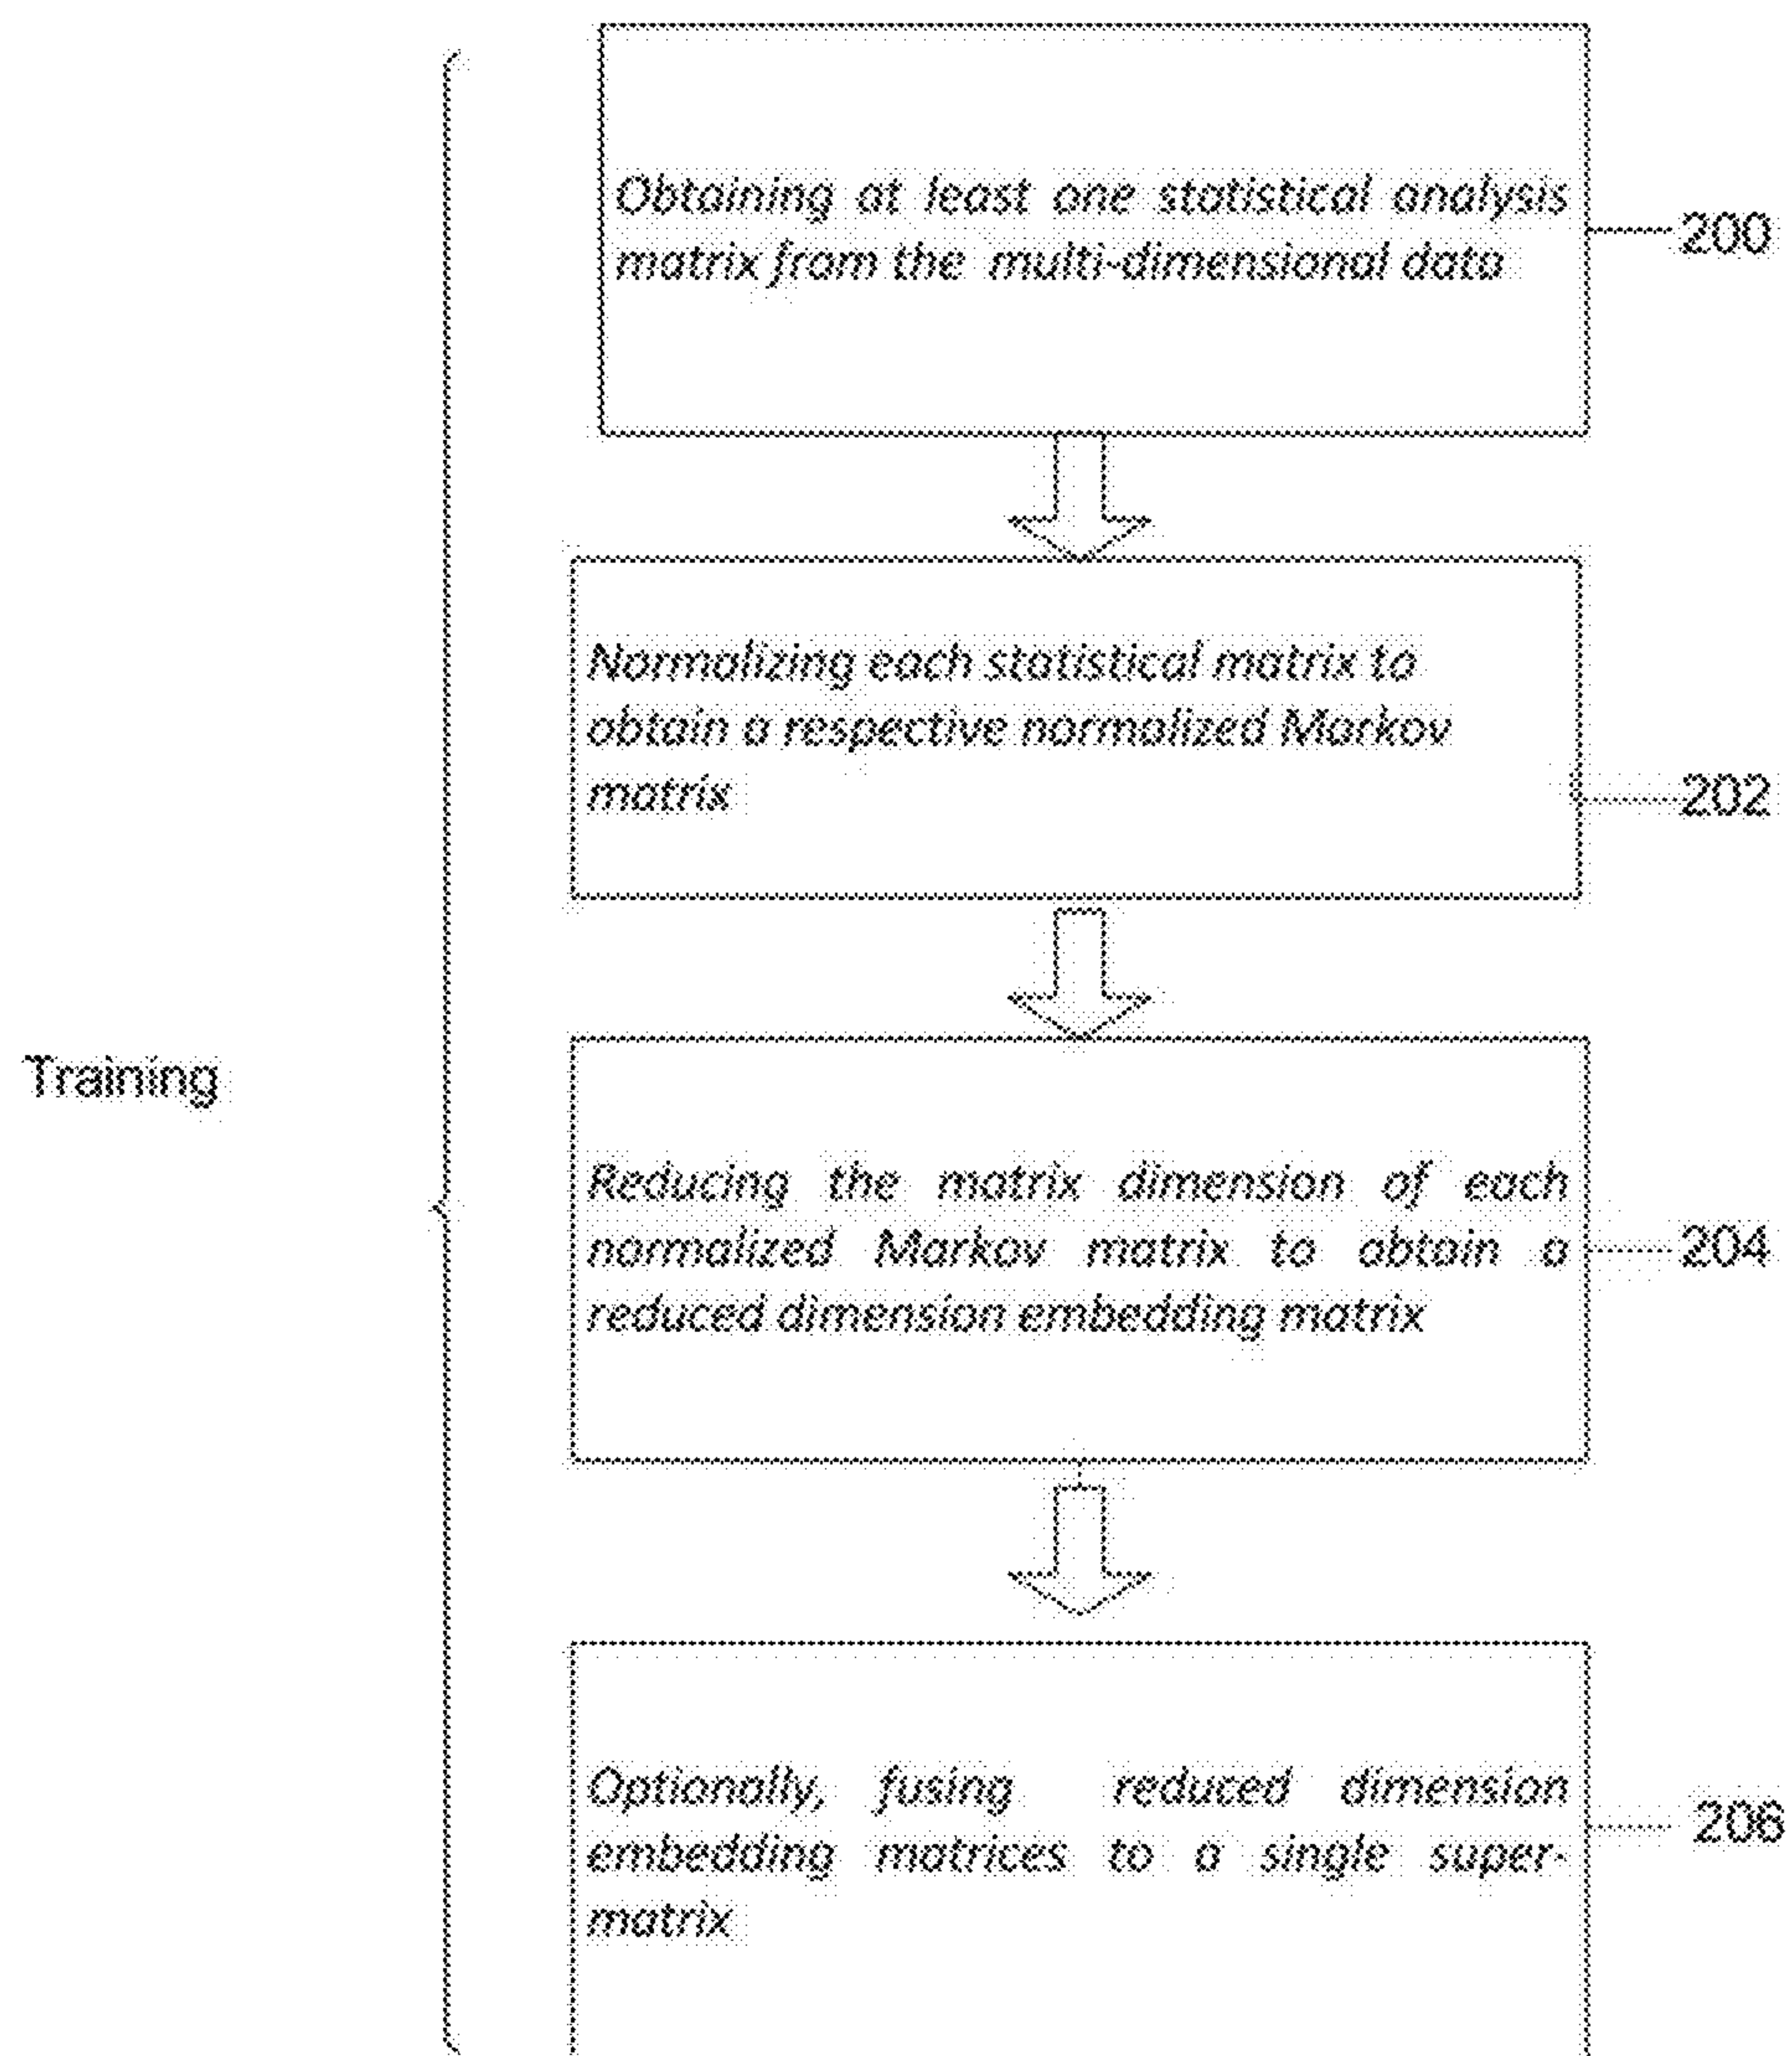 Obtaining at least one statistical analysis
matrix from the multi-dimensional data
200
Normalizing each statistical matrix to
obtain a respective normalized Markov
matrix
202
Training
Reducing the matrix dimension of each
normalized Markov matrix to obtain a
reduced dimension embedding matrix
204
Optionally, fusing reduced dimension
embedding matrices to a single super-
matrix
206